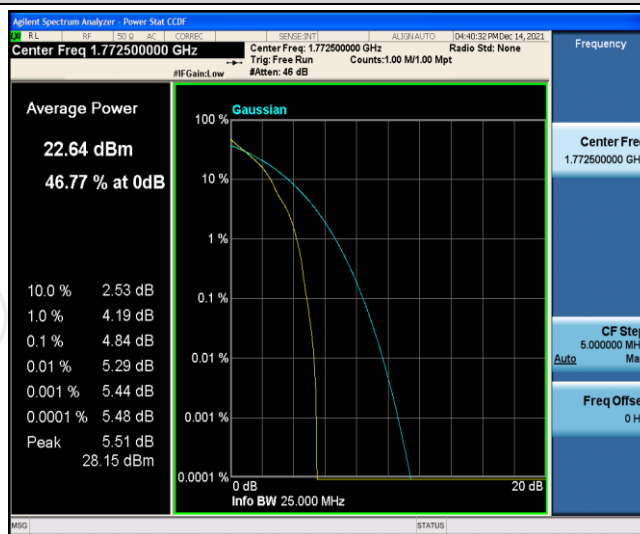 Agilent Spectrum Analyzer - Power Stat CCDF
RL RF 50 Ω AC CORREC SENSE:INT ALIGNAUTO 04:40:32 PM Dec 14, 2021
Center Freq 1.772500000 GHz
Center Freq: 1.772500000 GHz Radio Std: None
Trig: Free Run Counts:1.00 M/1.00 Mpt
#IFGain:Low #Atten: 46 dB
Frequency
Average Power
22.64 dBm
46.77 % at 0dB
10.0 % 2.53 dB
1.0 % 4.19 dB
0.1 % 4.84 dB
0.01 % 5.29 dB
0.001 % 5.44 dB
0.0001 % 5.48 dB
Peak 5.51 dB
28.15 dBm
Gaussian
100 %
10 %
1 %
0.1 %
0.01 %
0.001 %
0.0001 %
0 dB 20 dB
Info BW 25.000 MHz
Center Fre
1.772500000 GH
CF Step
5.000000 MH
Auto Ma
Freq Offse
0 H
MSG STATUS